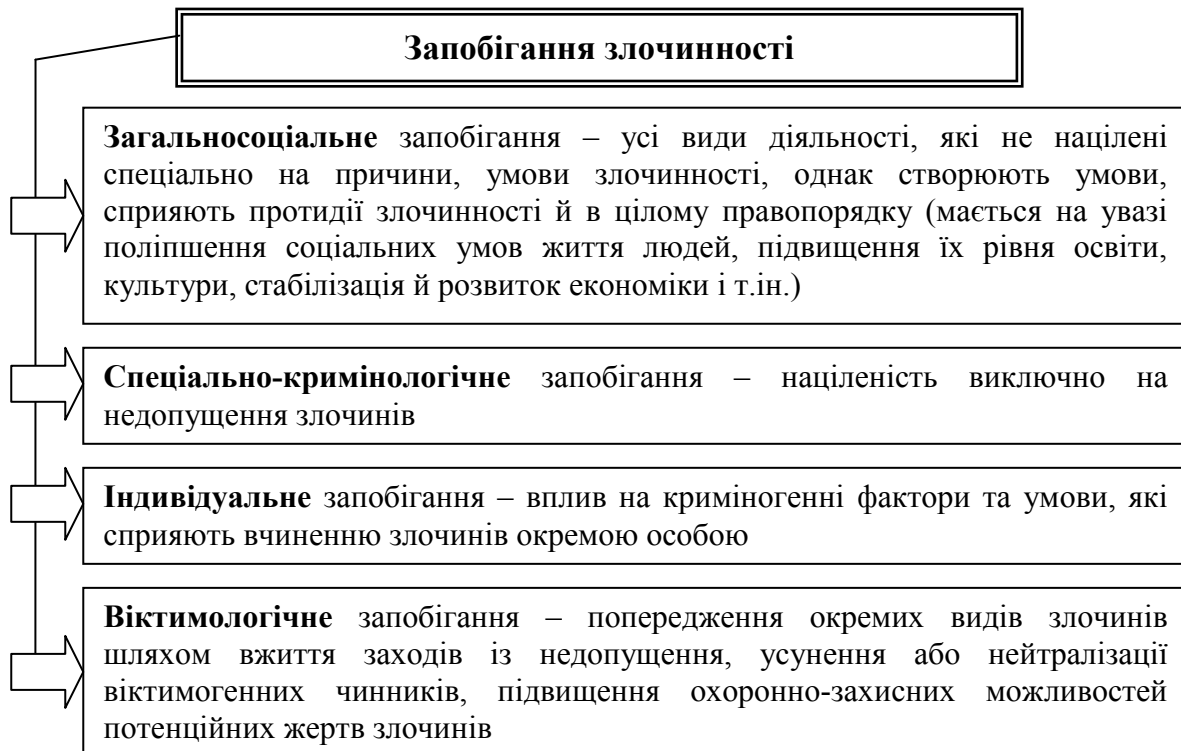 Запобігання злочинності
Загальносоціальне запобігання – усі види діяльності, які не націлені
спеціально на причини, умови злочинності, однак створюють умови,
сприяють протидії злочинності й в цілому правопорядку (мається на увазі
поліпшення соціальних умов життя людей, підвищення їх рівня освіти,
культури, стабілізація й розвиток економіки і т.ін.)
Спеціально-кримінологічне запобігання – націленість виключно на
недопущення злочинів
Індивідуальне запобігання – вплив на криміногенні фактори та умови, які
сприяють вчиненню злочинів окремою особою
Віктимологічне запобігання – попередження окремих видів злочинів
шляхом вжиття заходів із недопущення, усунення або нейтралізації
віктимогенних чинників, підвищення охоронно-захисних можливостей
потенційних жертв злочинів